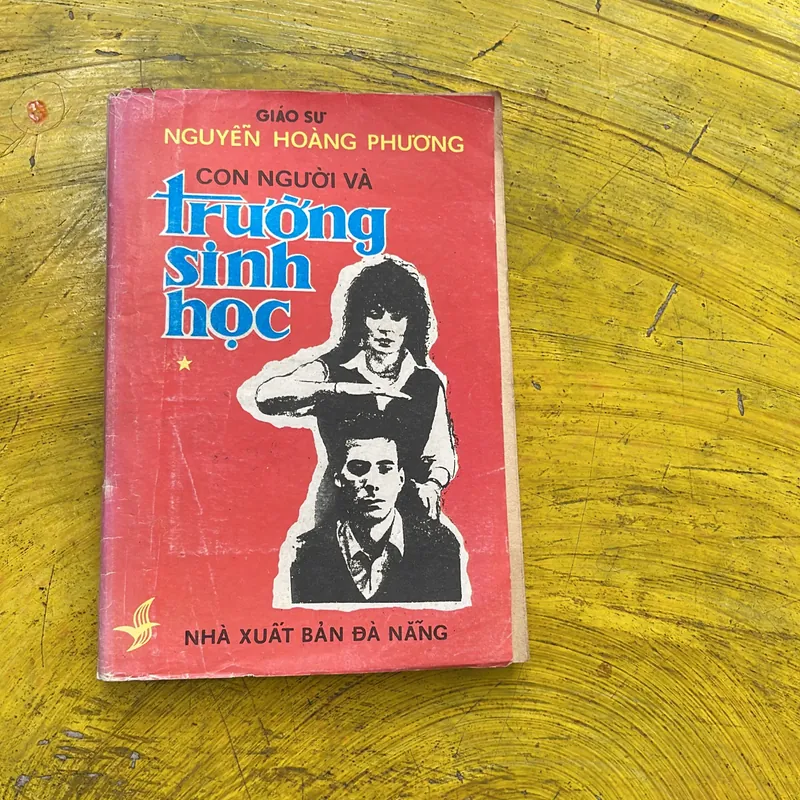 GIÁO SƯ
NGUYỄN HOÀNG PHƯƠNG
CON NGƯỜI VÀ
trường
sinh
học
NHÀ XUẤT BẢN ĐÀ NẴNG